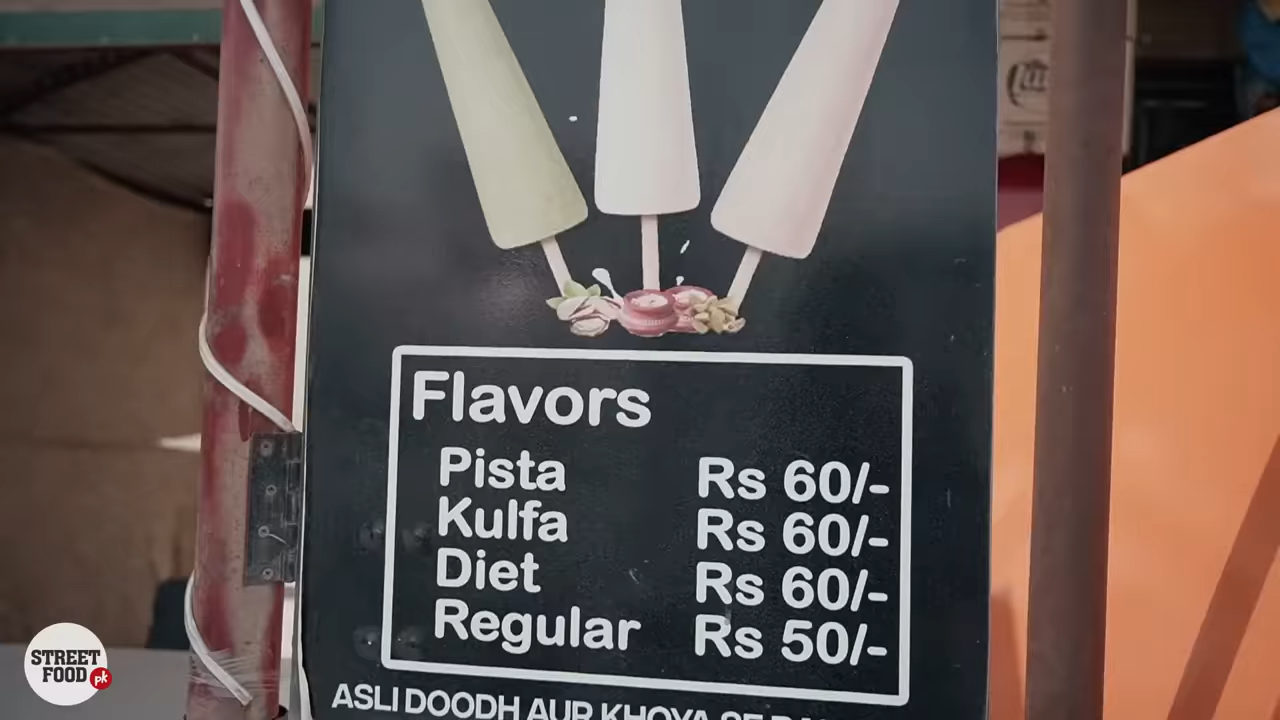 Flavors
Pista Rs 60/-
Kulfa Rs 60/-
Diet Rs 60/-
Regular Rs 50/-
ASLI DOODH AUR KHOYA SE
STREET
FOOD pk